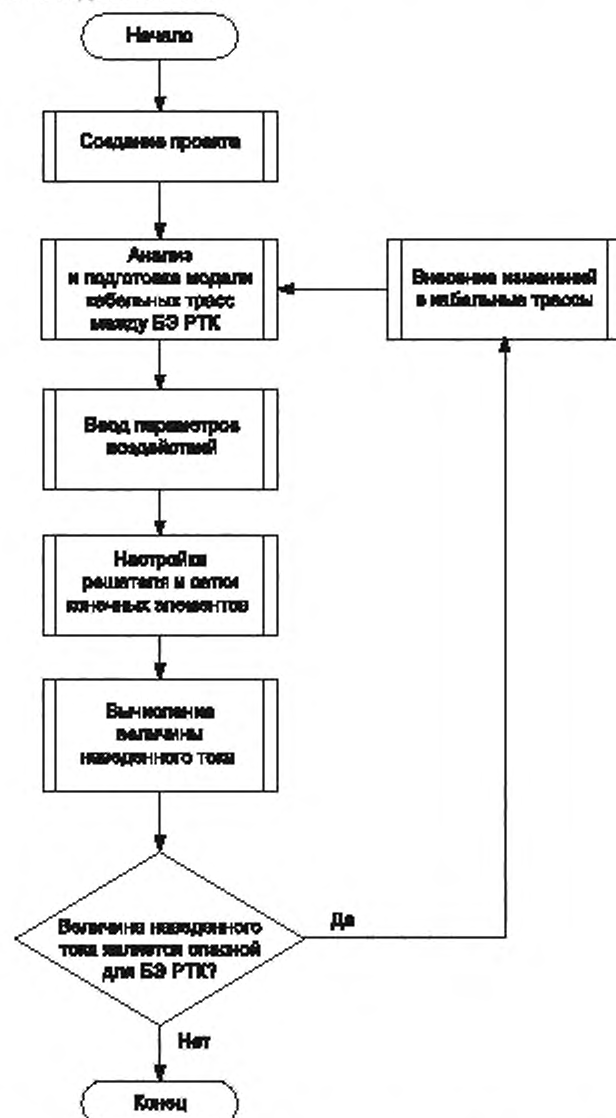 Начало
Создание проекта
Анализ
и подготовка модели
кабельных трасс
между БЭ РТК
Внесение изменений
в кабельные трассы
Ввод параметров
воздействий
Настройка
решателя и сетки
конечных элементов
Вычисление
величины
наведенного тока
Величина наведенного
тока является опасной
для БЭ РТК?
Да
Нет
Конец